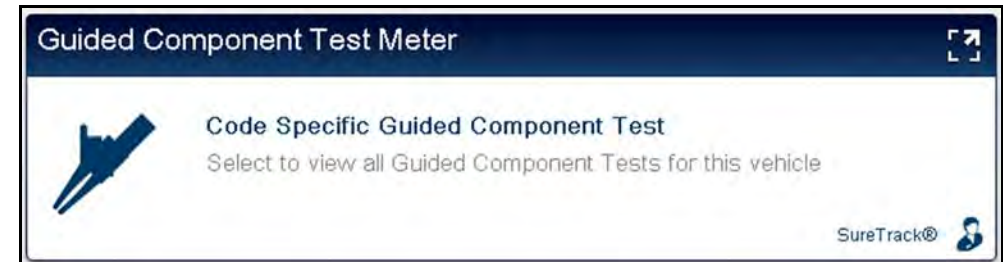 Guided Component Test Meter
Code Specific Guided Component Test
Select to view all Guided Component Tests for this vehicle
SureTrack®